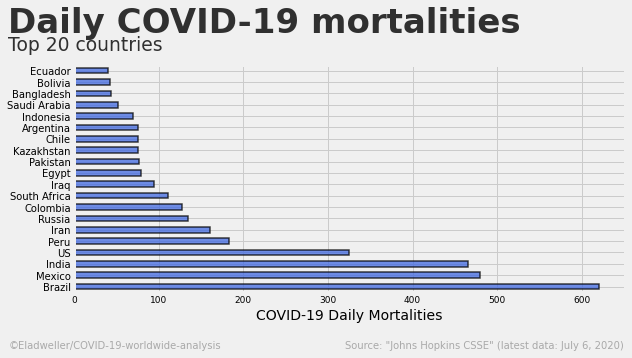 Daily COVID-19 mortalities
Top 20 countries
Ecuador
Bolivia
Bangladesh
Saudi Arabia
Indonesia
Argentina
Chile
Kazakhstan
Pakistan
Egypt
Iraq
South Africa
Colombia
Russia
Iran
Peru
US
India
Mexico
Brazil
0 100 200 300 400 500 600
COVID-19 Daily Mortalities
©Eladweller/COVID-19-worldwide-analysis
Source: "Johns Hopkins CSSE" (latest data: July 6, 2020)